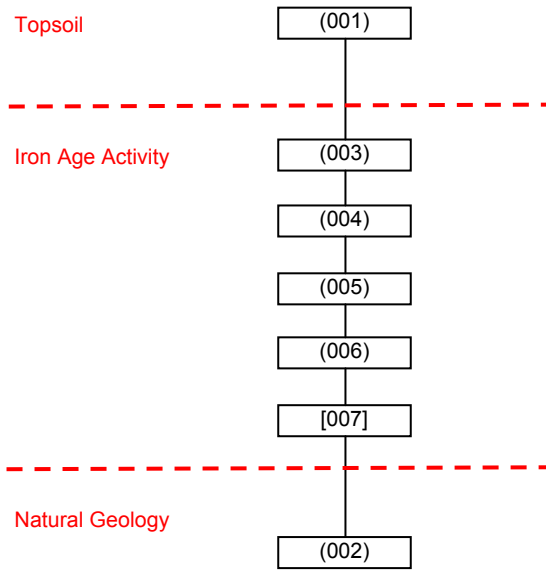 Topsoil
(001)
Iron Age Activity
(003)
(004)
(005)
(006)
[007]
Natural Geology
(002)